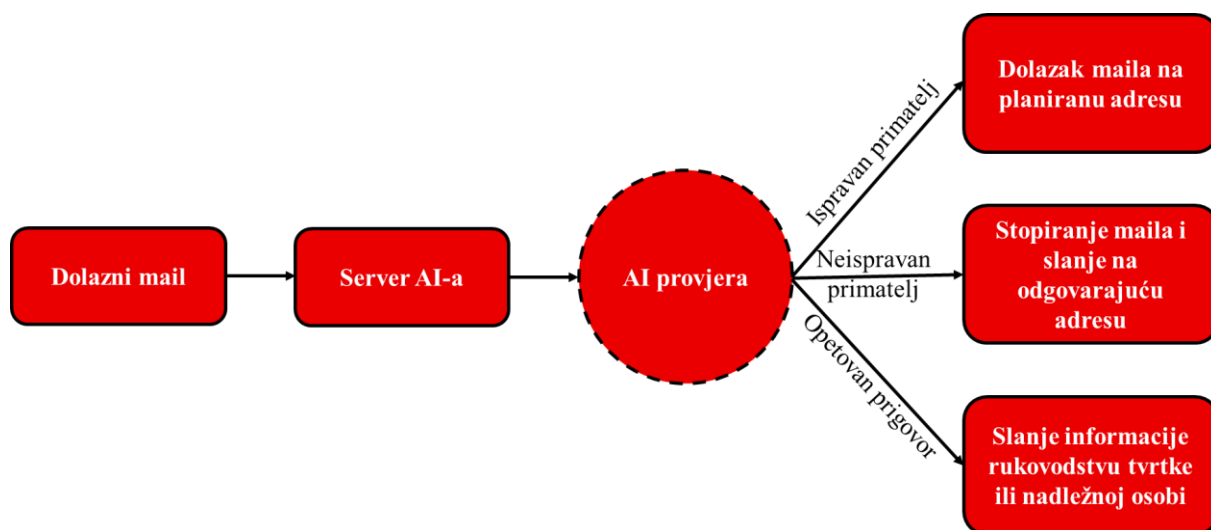 Dolazni mail
Server AI-a
AI provjera
Ispravan primatelj
Neispravan
primatelj
Opetovan prigovor
Dolazak maila na
planiranu adresu
Stopiranje maila i
slanje na
odgovarajuću
adresu
Slanje informacije
rukovodstvu tvrtke
ili nadležnoj osobi